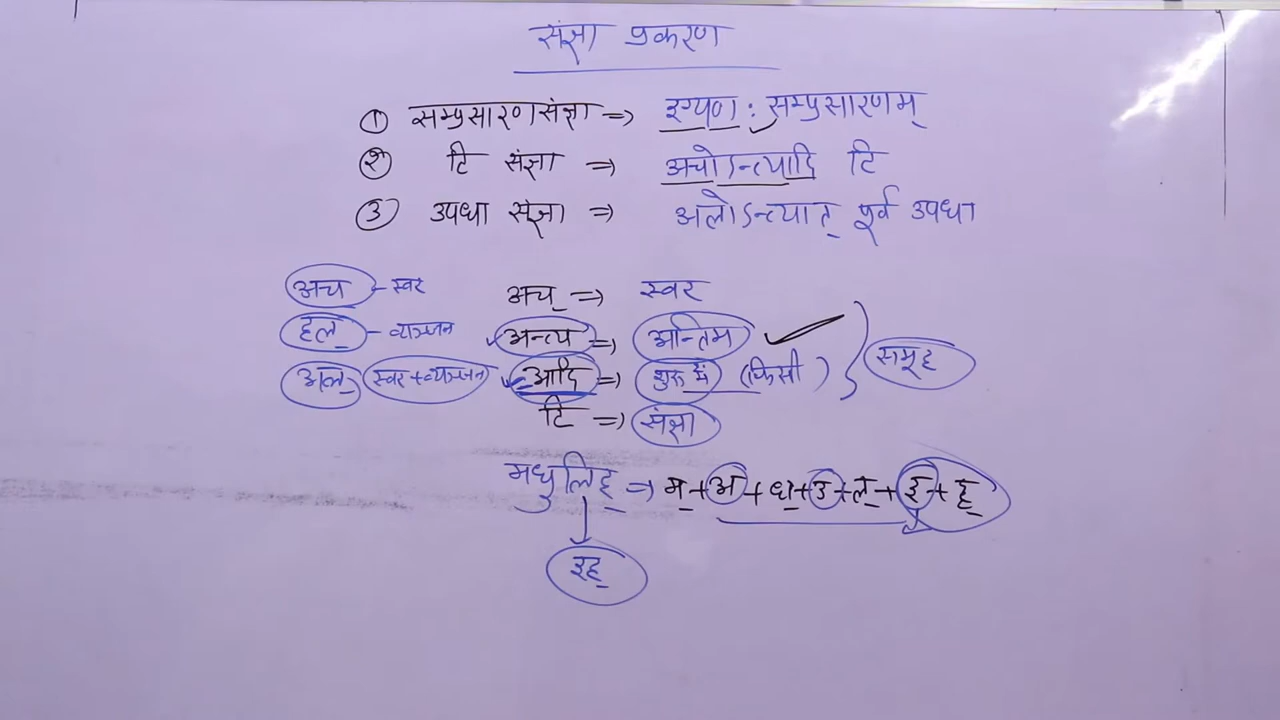 संज्ञा प्रकरण
① सम्प्रसारणसंज्ञा => इग्यण : सम्प्रसारणम्
② टि संज्ञा => अचोऽन्त्यादि टि
③ उपधा संज्ञा => अलोऽन्त्यात् पूर्व उपधा
अच - स्वर
अच् => स्वर
हल् - व्यञ्जन
अन्त्य => अन्तिम ✓
अल् स्वर+व्यञ्जन
आदि => शुरू में (किसी )
समूह
टि => संज्ञा
मधुलिह् => म्+अ+ध्+उ+ल्+इ+ह्
इह्